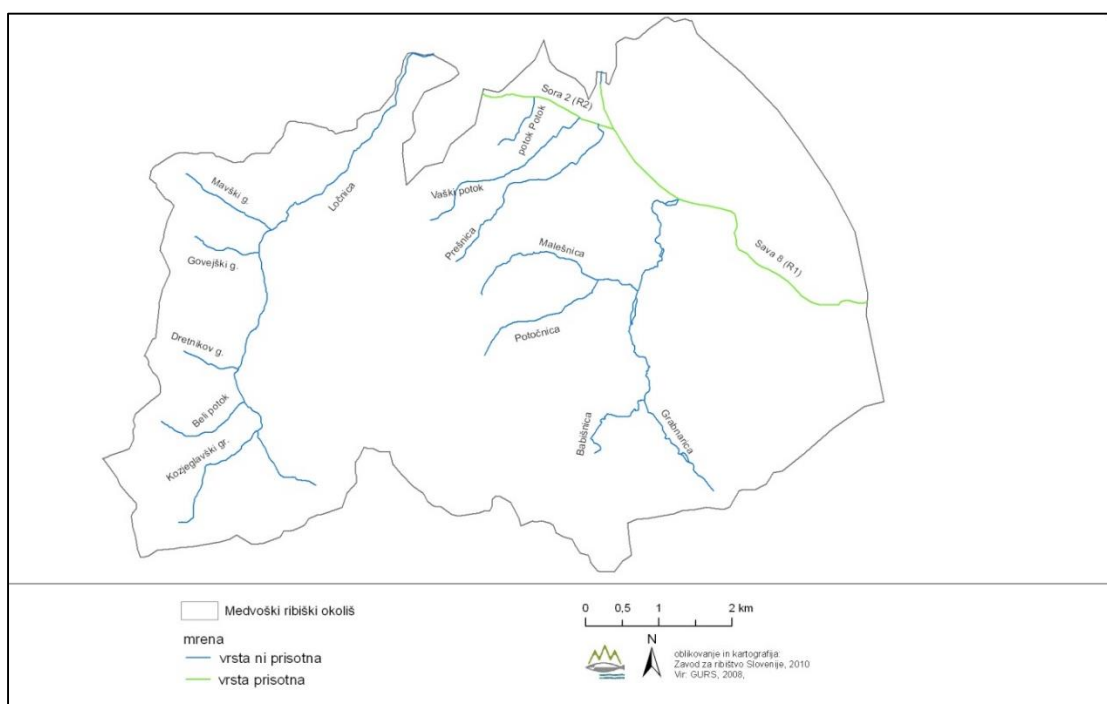 Sora 2 (R2)
potok Potok
Mavški g.
Ločnica
Vaški potok
Prešnica
Malešnica
Govejški g.
Sava 8 (R1)
Potočnica
Dretnikov g.
Beli potok
Babišnica
Grabnarica
Kozjeglavški gr.
Medvoški ribiški okoliš
mrena
vrsta ni prisotna
vrsta prisotna
0 0,5 1 2 km
N
oblikovanje in kartografija:
Zavod za ribištvo Slovenije, 2010
Vir: GURS, 2008,